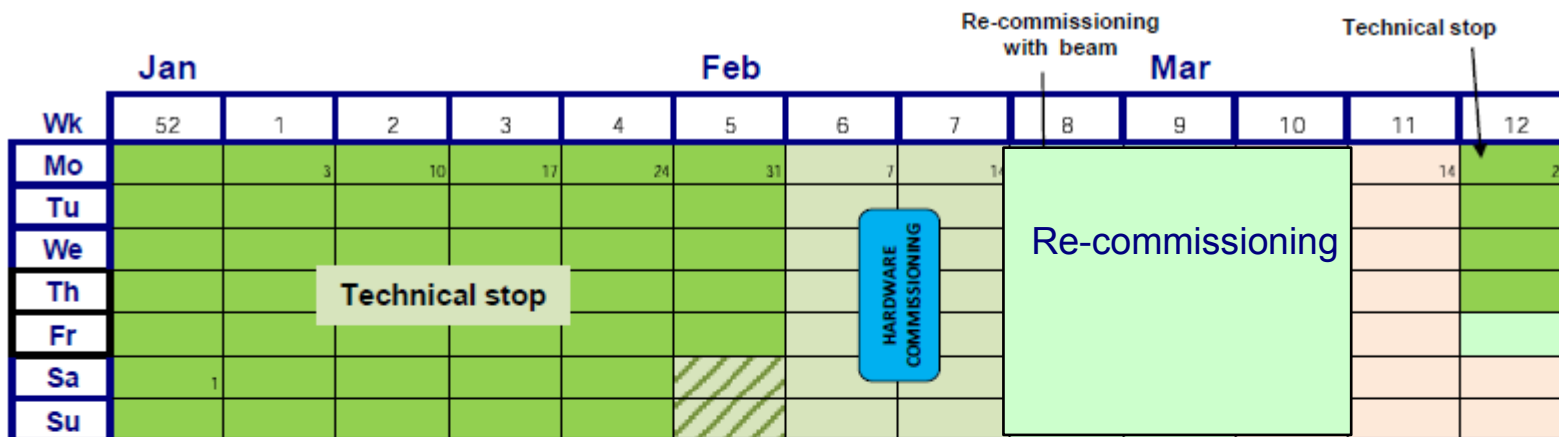 Re-commissioning
with beam
Technical stop
Jan Feb Mar
Wk 52 1 2 3 4 5 6 7 8 9 10 11 12
Mo 3 10 17 24 31 7 14 14 2
Tu
We
Th
Fr
Sa 1
Su
Technical stop
HARDWARE
COMMISSIONING
Re-commissioning